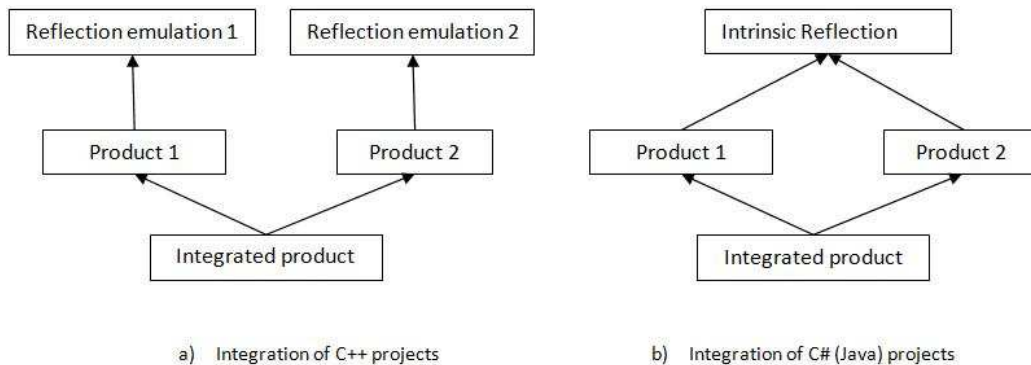 Reflection emulation 1
Reflection emulation 2
Product 1
Product 2
Integrated product
a) Integration of C++ projects
Intrinsic Reflection
Product 1
Product 2
Integrated product
b) Integration of C# (Java) projects